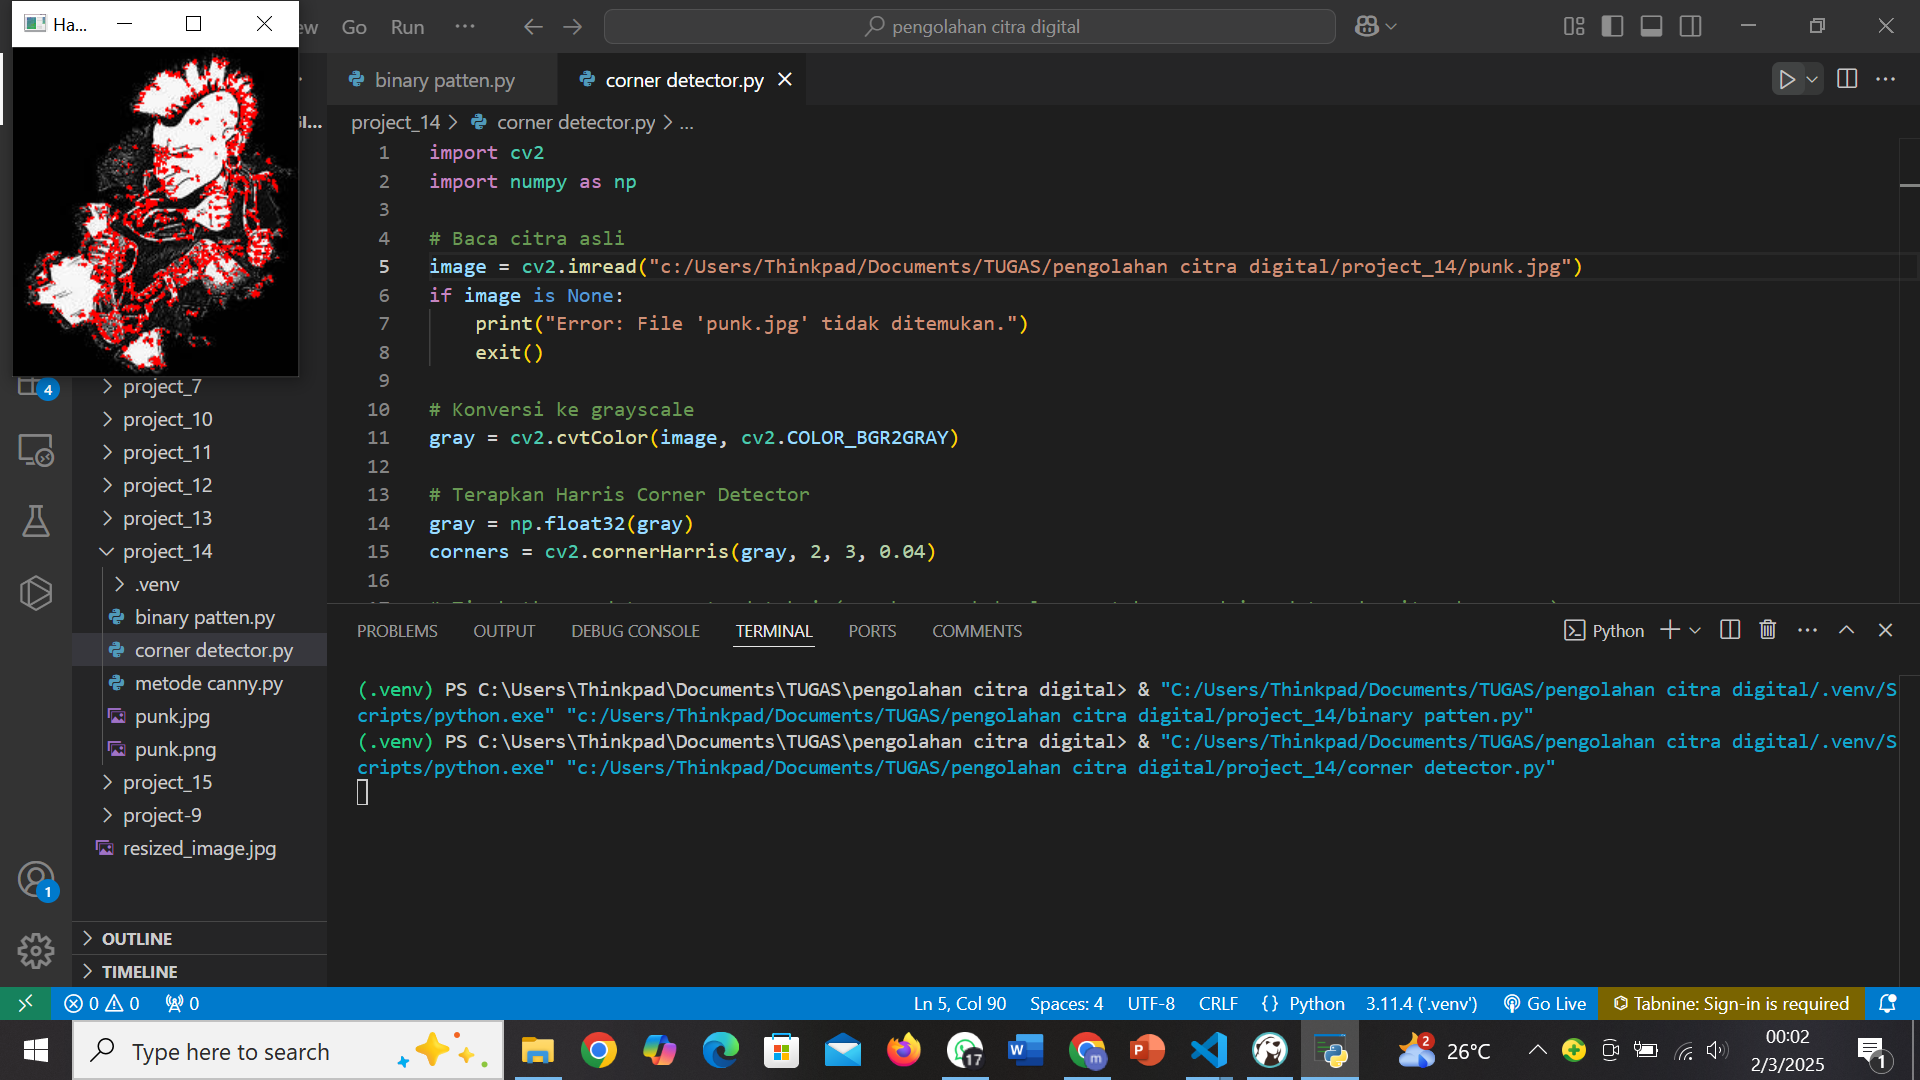 Ha...
ew Go Run ...
pengolahan citra digital
binary patten.py
corner detector.py
project_14 > corner detector.py > ...
1 import cv2
2 import numpy as np
3
4 # Baca citra asli
5 image = cv2.imread("c:/Users/Thinkpad/Documents/TUGAS/pengolahan citra digital/project_14/punk.jpg")
6 if image is None:
7 print("Error: File 'punk.jpg' tidak ditemukan.")
8 exit()
9
10 # Konversi ke grayscale
11 gray = cv2.cvtColor(image, cv2.COLOR_BGR2GRAY)
12
13 # Terapkan Harris Corner Detector
14 gray = np.float32(gray)
15 corners = cv2.cornerHarris(gray, 2, 3, 0.04)
16
4
project_7
project_10
project_11
project_12
project_13
project_14
.venv
binary patten.py
corner detector.py
metode canny.py
punk.jpg
punk.png
project_15
project-9
resized_image.jpg
1
OUTLINE
TIMELINE
PROBLEMS OUTPUT DEBUG CONSOLE TERMINAL PORTS COMMENTS
Python
(.venv) PS C:\Users\Thinkpad\Documents\TUGAS\pengolahan citra digital> & "C:/Users/Thinkpad/Documents/TUGAS/pengolahan citra digital/.venv/S
cripts/python.exe" "c:/Users/Thinkpad/Documents/TUGAS/pengolahan citra digital/project_14/binary patten.py"
(.venv) PS C:\Users\Thinkpad\Documents\TUGAS\pengolahan citra digital> & "C:/Users/Thinkpad/Documents/TUGAS/pengolahan citra digital/.venv/S
cripts/python.exe" "c:/Users/Thinkpad/Documents/TUGAS/pengolahan citra digital/project_14/corner detector.py"
0 0 0 Ln 5, Col 90 Spaces: 4 UTF-8 CRLF {} Python 3.11.4 ('.venv') Go Live Tabnine: Sign-in is required
Type here to search
17
2
26°C
00:02
2/3/2025
1